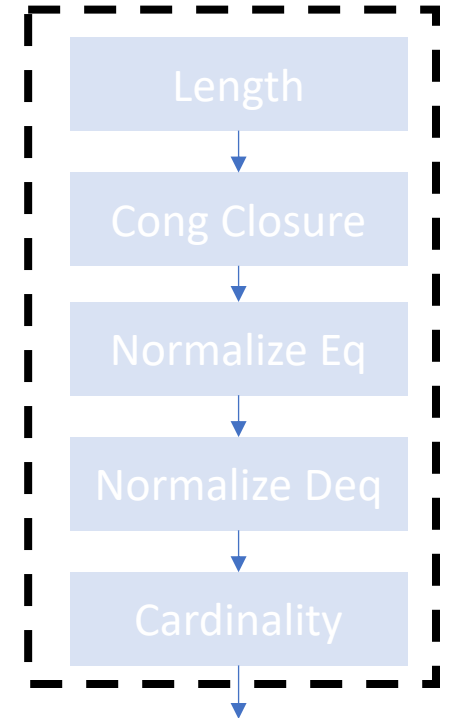 Length
Cong Closure
Normalize Eq
Normalize Deq
Cardinality